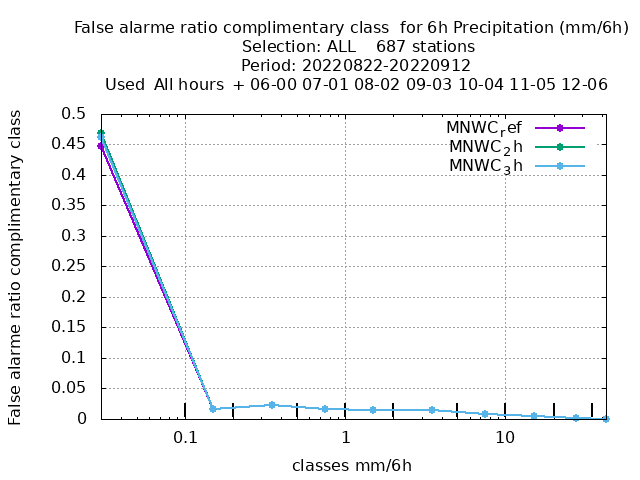 False alarme ratio complimentary class  for 6h Precipitation (mm/6h)
Selection: ALL    687 stations
Period: 20220822-20220912
Used  All hours  + 06-00 07-01 08-02 09-03 10-04 11-05 12-06
False alarme ratio complimentary class
0.5
0.45
0.4
0.35
0.3
0.25
0.2
0.15
0.1
0.05
0
MNWCref
MNWC2h
MNWC3h
0.1 1 10
classes mm/6h